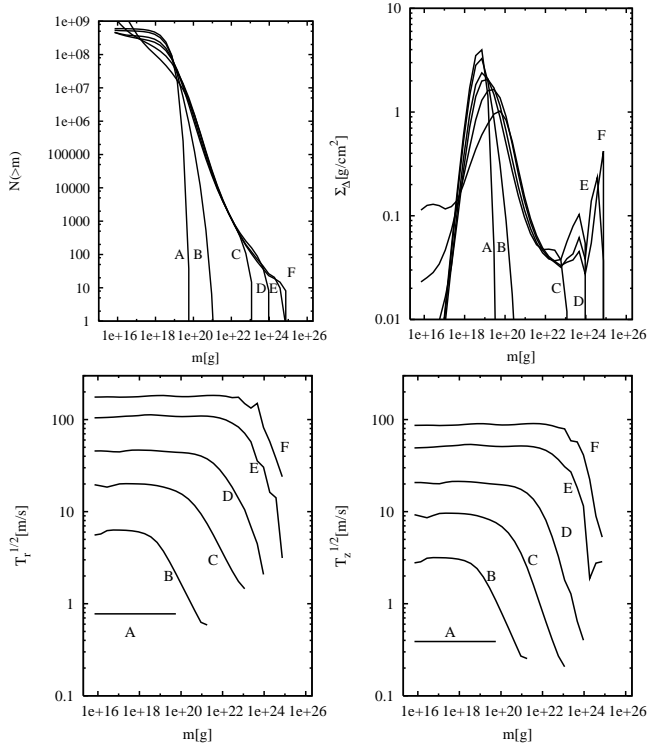 1e+09
1e+08
1e+07
1e+06
100000
10000
1000
100
10
1
N(>m)
A B C D E F
1e+16 1e+18 1e+20 1e+22 1e+24 1e+26
m[g]
10
1
0.1
0.01
Σ_Δ[g/cm²]
F
E
A B
C
D
1e+16 1e+18 1e+20 1e+22 1e+24 1e+26
m[g]
100
10
1
0.1
T_r^{1/2}[m/s]
F
E
D
C
B
A
1e+16 1e+18 1e+20 1e+22 1e+24 1e+26
m[g]
100
10
1
0.1
T_z^{1/2}[m/s]
F
E
D
C
B
A
1e+16 1e+18 1e+20 1e+22 1e+24 1e+26
m[g]